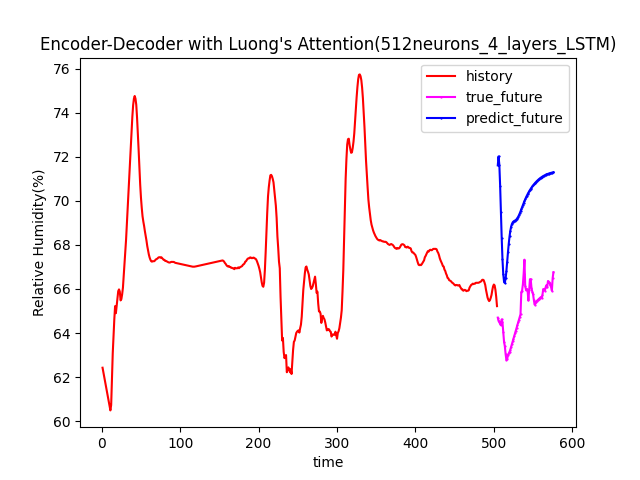 Encoder-Decoder with Luong's Attention(512neurons_4_layers_LSTM)
history
true_future
predict_future
76
74
72
70
68
66
64
62
60
Relative Humidity(%)
0 100 200 300 400 500 600
time